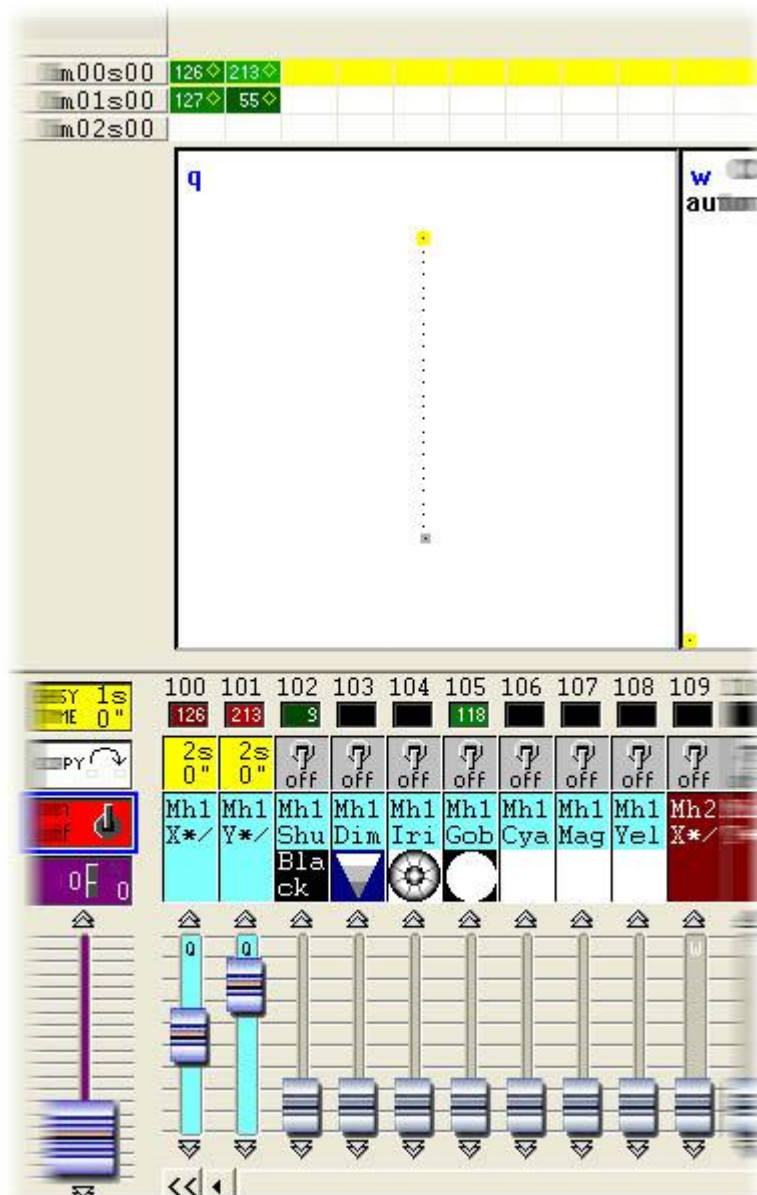 m00s00 126 213
m01s00 127 55
m02s00
q w
100 101 102 103 104 105 106 107 108 109
1s 126 213 9 118
0"
2s 2s
0" 0" off off off off off off off off
Mh1 Mh1 Mh1 Mh1 Mh1 Mh1 Mh1 Mh1 Mh1 Mh2
X*/ Y*/ Shu Dim Iri Gob Cya Mag Yel X*/
Bla
ck
0F 0
Q Q W
<<